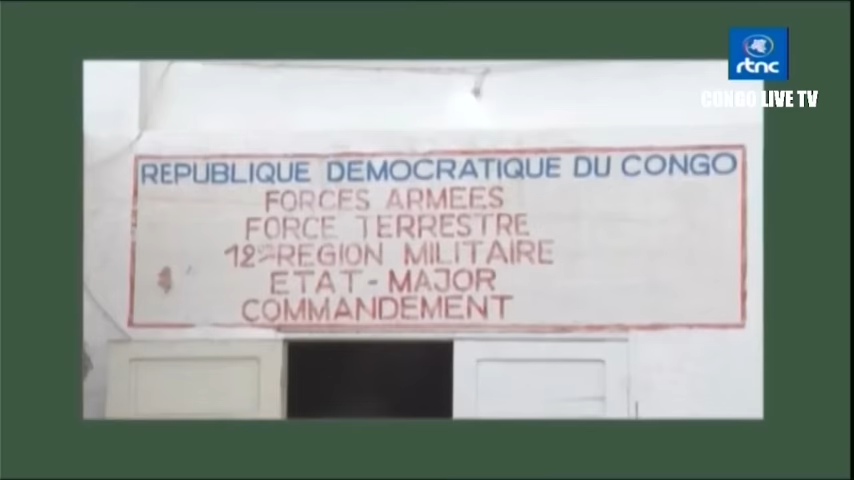 rtnc
CONGO LIVE TV
REPUBLIQUE DEMOCRATIQUE DU CONGO
FORCES ARMEES
FORCE TERRESTRE
12ème REGION MILITAIRE
ETAT-MAJOR
COMMANDEMENT